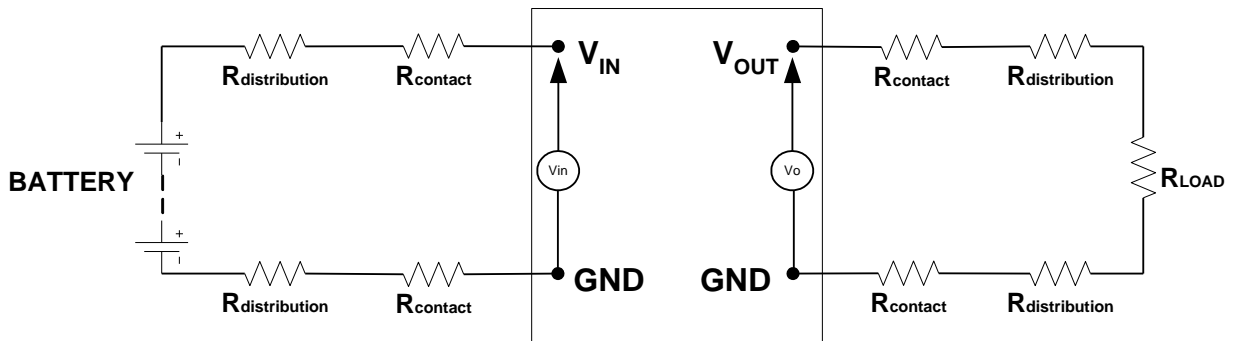 Rdistribution
Rcontact
VIN
VOUT
Rcontact
Rdistribution
+
-
BATTERY
Vin
Vo
RLOAD
+
-
Rdistribution
Rcontact
GND
GND
Rcontact
Rdistribution